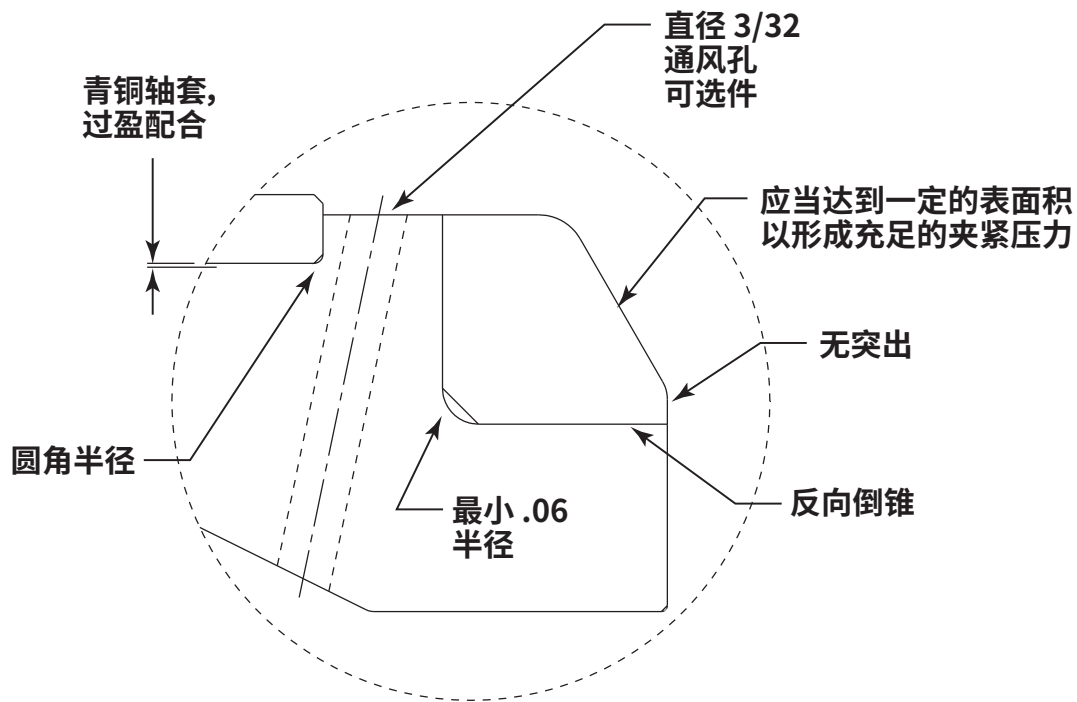 直径 3/32
通风孔
可选件
青铜轴套,
过盈配合
应当达到一定的表面积
以形成充足的夹紧压力
无突出
圆角半径
最小 .06
半径
反向倒锥